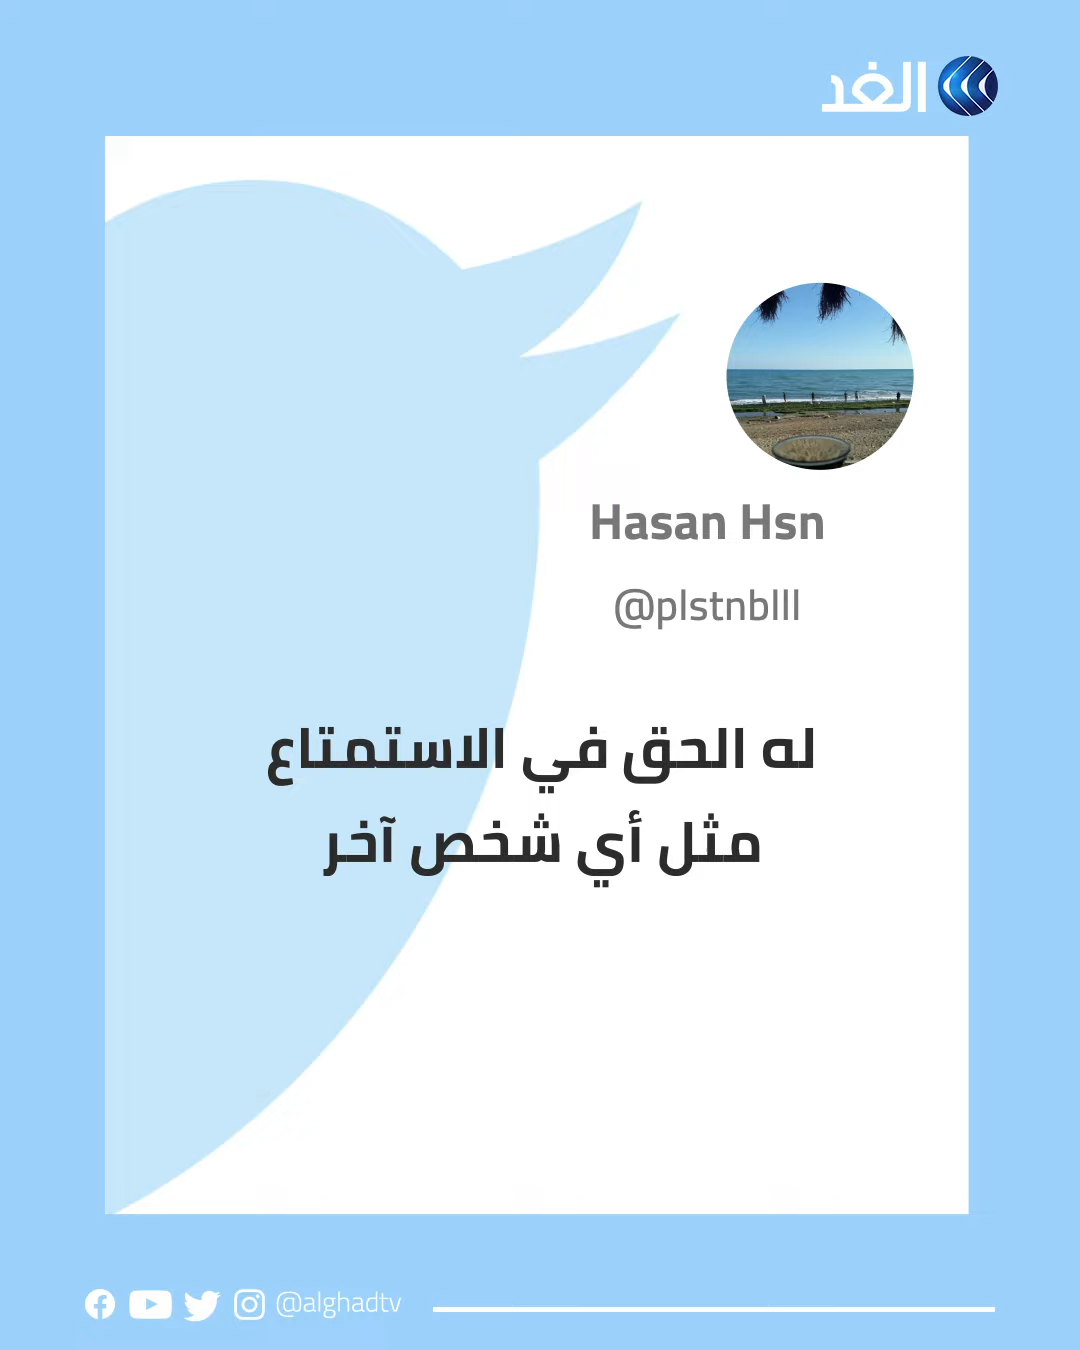 الغد
Hasan Hsn
@plstnblll
له الحق في الاستمتاع
مثل أي شخص آخر
@alghadtv